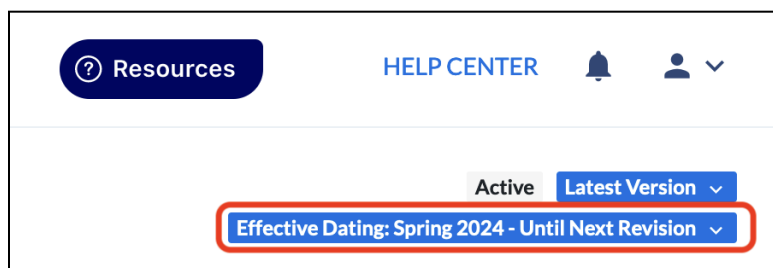 Resources
HELP CENTER
Active
Latest Version
Effective Dating: Spring 2024 - Until Next Revision